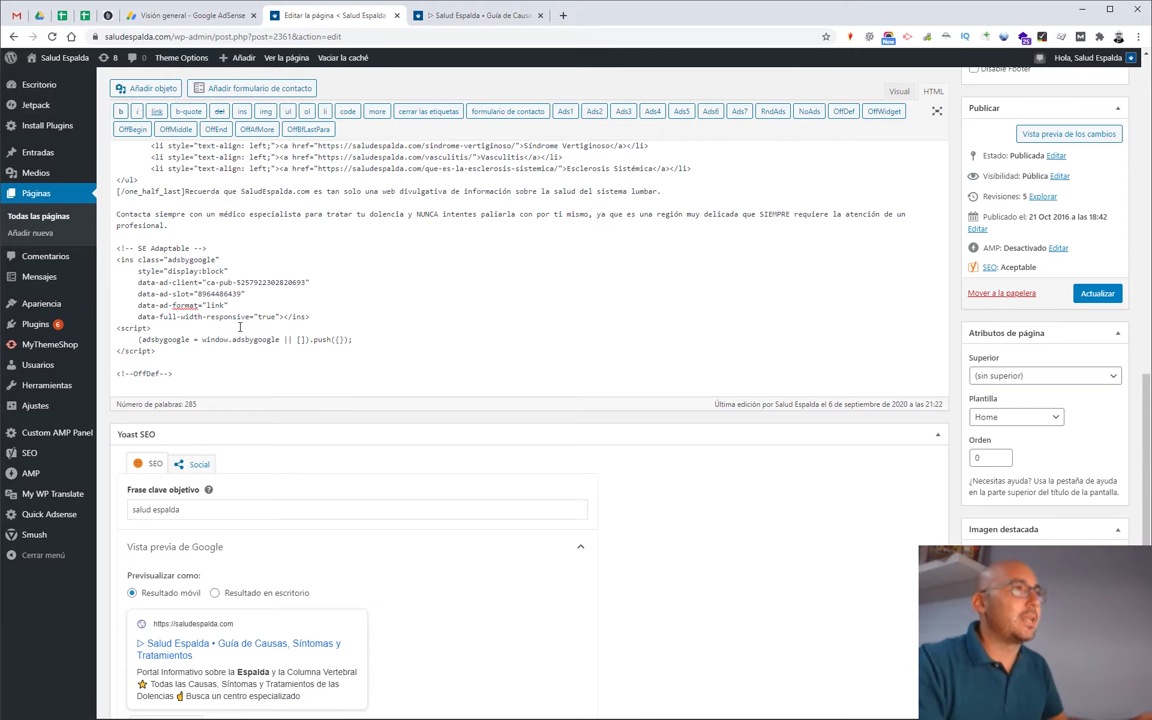 Visión general - Google AdSense
Editar la página < Salud Espalda
▷ Salud Espalda • Guía de Causa
saludespalda.com/wp-admin/post.php?post=2361&action=edit
New
25
Salud Espalda
8
0
Añadir
Ver la página
Vaciar la caché
Theme Options
Hola, Salud Espalda
Escritorio
Jetpack
Install Plugins
Entradas
Medios
Páginas
Todas las páginas
Añadir nueva
Comentarios
Mensajes
Apariencia
Plugins 6
MyThemeShop
Usuarios
Herramientas
Ajustes
Custom AMP Panel
SEO
AMP
My WP Translate
Quick Adsense
Smush
Cerrar menú
Añadir objeto
Añadir formulario de contacto
Visual
HTML
b
i
link
b-quote
del
ins
img
ul
ol
li
code
more
cerrar las etiquetas
formulario de contacto
Ads1
Ads2
Ads3
Ads4
Ads5
Ads6
Ads7
RndAds
NoAds
OffDef
OffWidget
OffBegin
OffMiddle
OffEnd
OffAfMore
OffBfLastPara
<li style="text-align: left;"><a href="https://saludespalda.com/sindrome-vertiginoso/">Síndrome Vertiginoso</a></li>
<li style="text-align: left;"><a href="https://saludespalda.com/vasculitis/">Vasculitis</a></li>
<li style="text-align: left;"><a href="https://saludespalda.com/que-es-la-esclerosis-sistemica/">Esclerosis Sistémica</a></li>
</ul>
[/one_half_last]Recuerda que SaludEspalda.com es tan solo una web divulgativa de información sobre la salud del sistema lumbar.
Contacta siempre con un médico especialista para tratar tu dolencia y NUNCA intentes paliarla con por ti mismo, ya que es una región muy delicada que SIEMPRE requiere la atención de un
profesional.
<!-- SE Adaptable -->
<ins class="adsbygoogle"
style="display:block"
data-ad-client="ca-pub-5257922302820693"
data-ad-slot="8964486439"
data-ad-format="link"
data-full-width-responsive="true"></ins>
<script>
(adsbygoogle = window.adsbygoogle || []).push({});
</script>
<!--OffDef-->
Número de palabras: 285
Última edición por Salud Espalda el 6 de septiembre de 2020 a las 21:22
Yoast SEO
SEO
Social
Frase clave objetivo
salud espalda
Vista previa de Google
Previsualizar como:
Resultado móvil
Resultado en escritorio
https://saludespalda.com
▷ Salud Espalda • Guía de Causas, Síntomas y
Tratamientos
Portal Informativo sobre la Espalda y la Columna Vertebral
⭐ Todas las Causas, Síntomas y Tratamientos de las
Dolencias ☝ Busca un centro especializado
Disable Footer
Publicar
Vista previa de los cambios
Estado: Publicada Editar
Visibilidad: Pública Editar
Revisiones: 5 Explorar
Publicado el: 21 Oct 2016 a las 18:42
Editar
AMP: Desactivado Editar
SEO: Aceptable
Mover a la papelera
Actualizar
Atributos de página
Superior
(sin superior)
Plantilla
Home
Orden
0
¿Necesitas ayuda? Usa la pestaña de ayuda
en la parte superior del título de la pantalla.
Imagen destacada